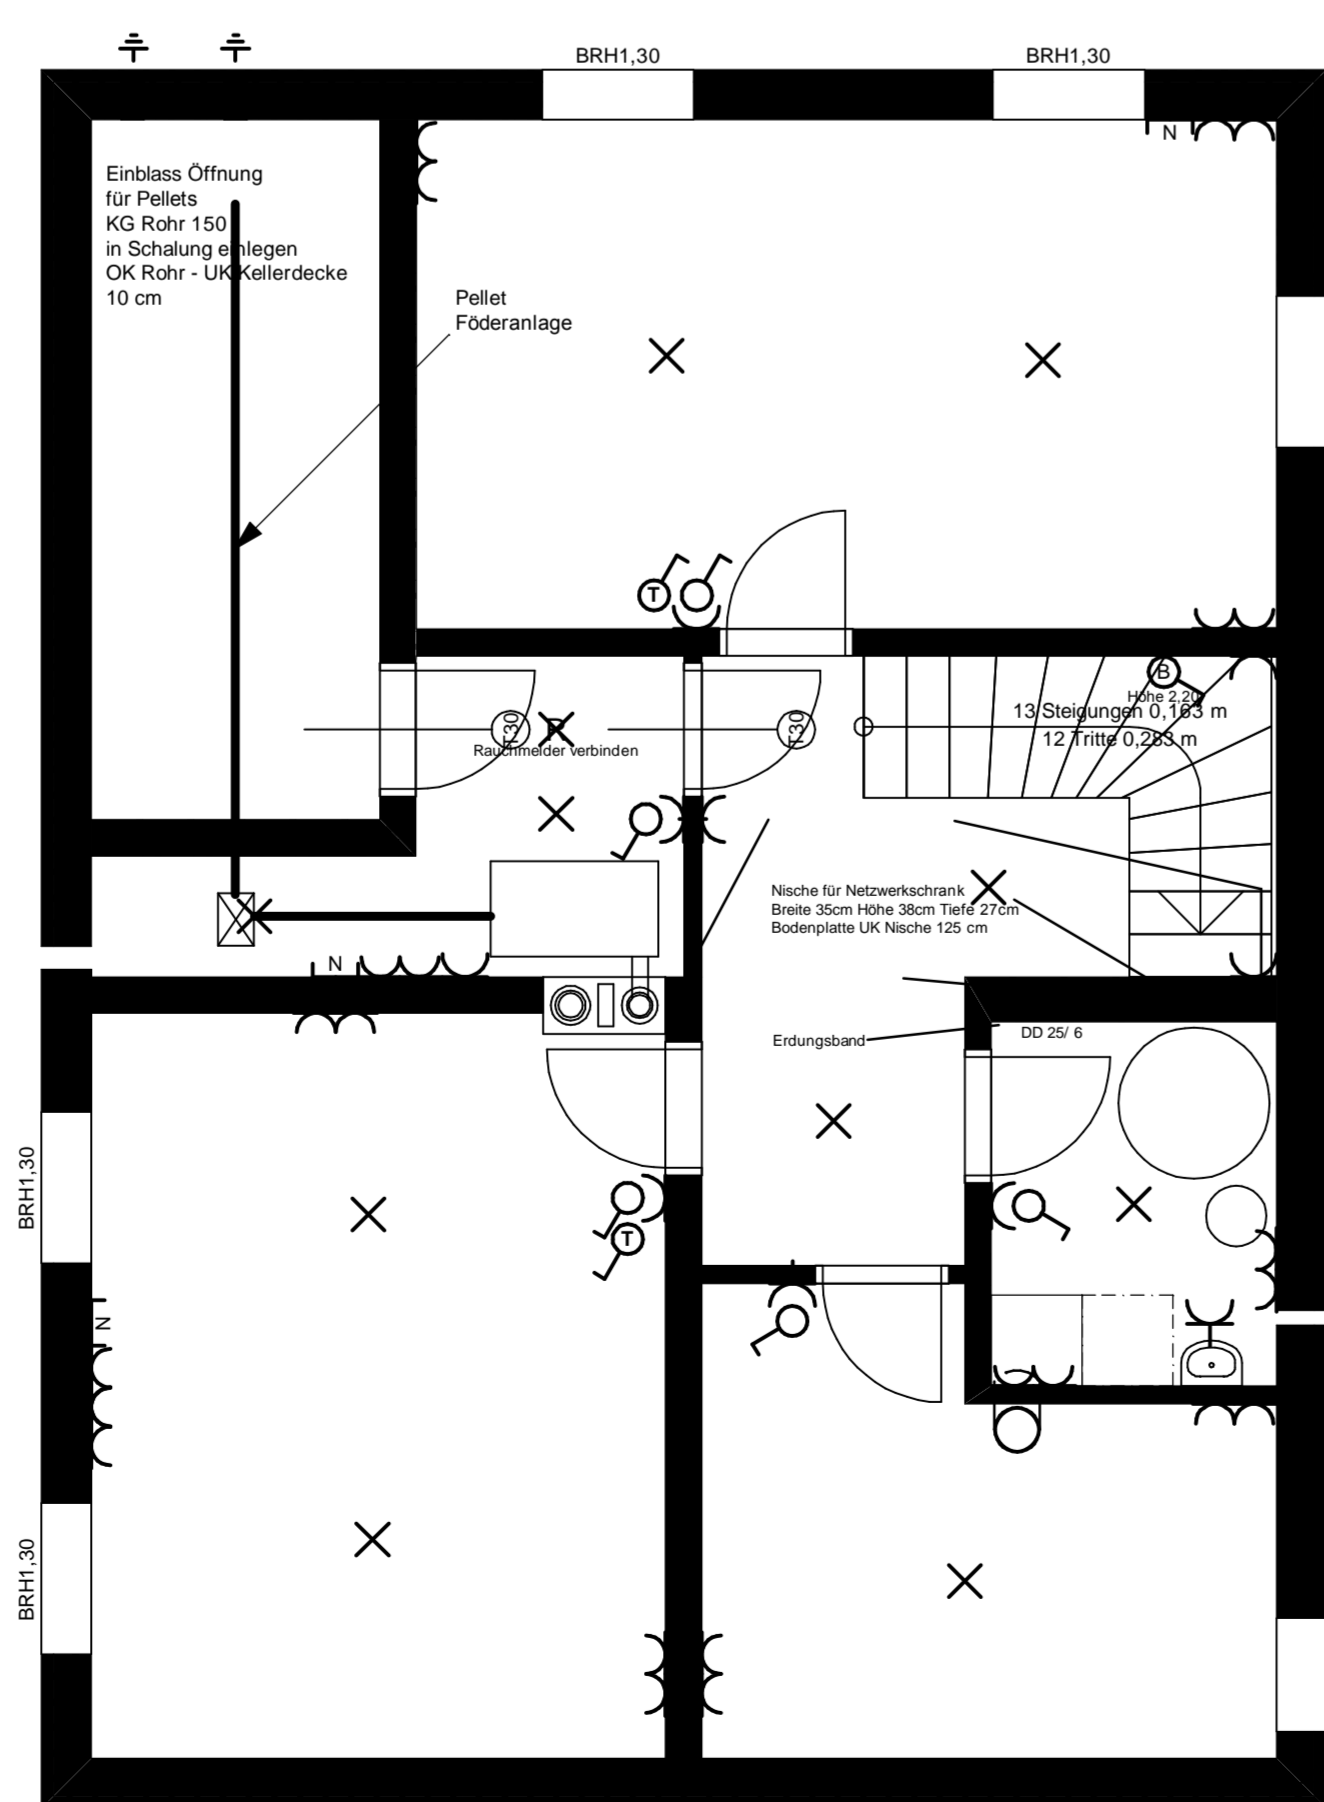 BRH1,30
BRH1,30
N
Einblass Öffnung
für Pellets
KG Rohr 150
in Schalung einlegen
OK Rohr - UK Kellerdecke
10 cm
Pellet
Föderanlage
T
B
Höhe 2,20
13 Steigungen 0,163 m
12 Tritte 0,283 m
T30
R
T30
Rauchmelder verbinden
Nische für Netzwerkschrank
Breite 35cm Höhe 38cm Tiefe 27cm
Bodenplatte UK Nische 125 cm
N
Erdungsband
DD 25/ 6
BRH1,30
T
N
BRH1,30